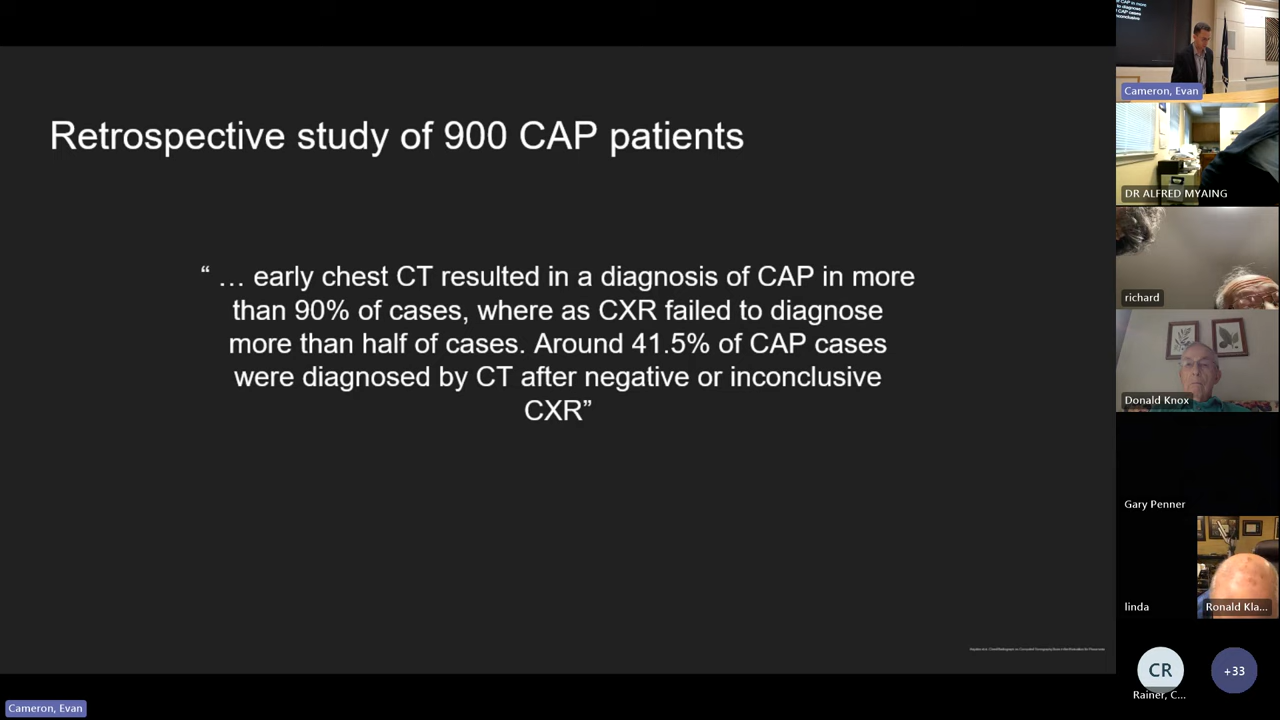 Retrospective study of 900 CAP patients
“ … early chest CT resulted in a diagnosis of CAP in more
than 90% of cases, where as CXR failed to diagnose
more than half of cases. Around 41.5% of CAP cases
were diagnosed by CT after negative or inconclusive
CXR”
Cameron, Evan
DR ALFRED MYAING
richard
Donald Knox
Gary Penner
linda
Ronald Kla...
CR
Rainer, C...
+33
Cameron, Evan